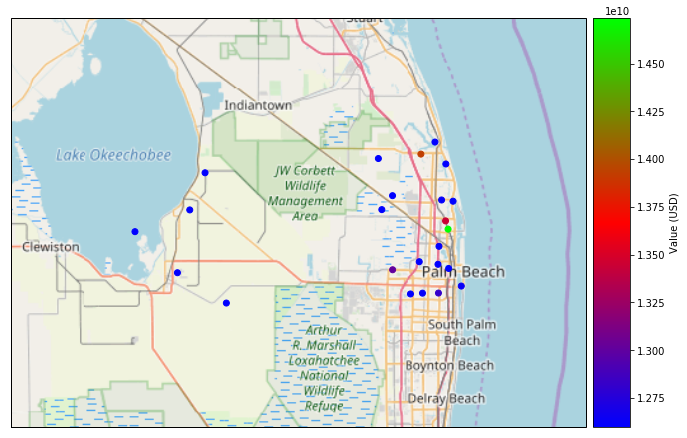 1e10
Stuart
Indiantown
Lake Okeechobee
JW Corbett
Wildlife
Management
Area
Clewiston
Palm Beach
South Palm
Beach
Arthur
R. Marshall
Loxahatchee
National
Wildlife
Refuge
Boynton Beach
Delray Beach
1.450
1.425
1.400
1.375
1.350
1.325
1.300
1.275
Value (USD)